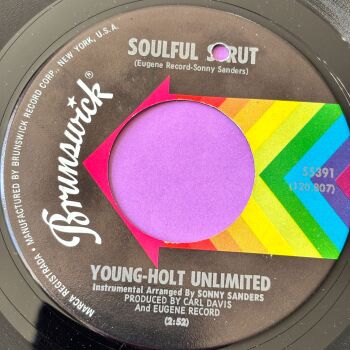 SOULFUL S RUT
(Eugene Record-Sonny Sanders)
Brunswick®
MARCA REGISTRADA • MANUFACTURED BY BRUNSWICK RECORD CORP., NEW YORK, U.S.A.
55391
(120,807)
YOUNG-HOLT UNLIMITED
Instrumental Arranged By SONNY SANDERS
PRODUCED BY CARL DAVIS
And EUGENE RECORD
(2:52)